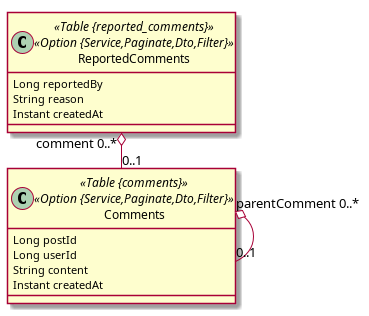 C
«Table {reported_comments}»
«Option {Service,Paginate,Dto,Filter}»
ReportedComments
Long reportedBy
String reason
Instant createdAt
comment 0..*
0..1
C
«Table {comments}»
«Option {Service,Paginate,Dto,Filter}»
Comments
parentComment 0..*
Long postId
Long userId
String content
Instant createdAt
0..1